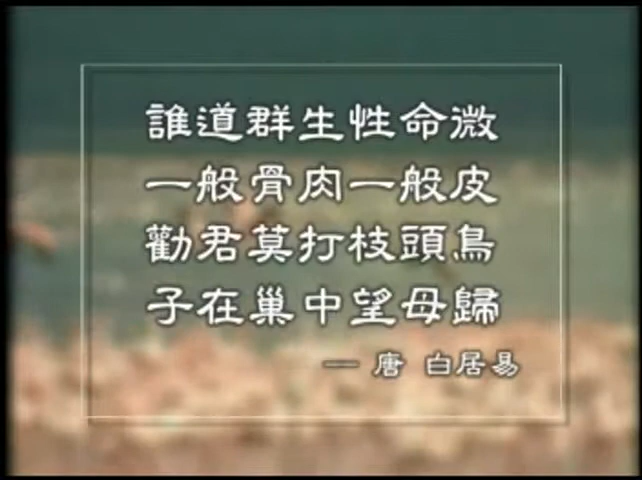 誰道群生性命微
一般骨肉一般皮
勸君莫打枝頭鳥
子在巢中望母歸
— 唐 白居易